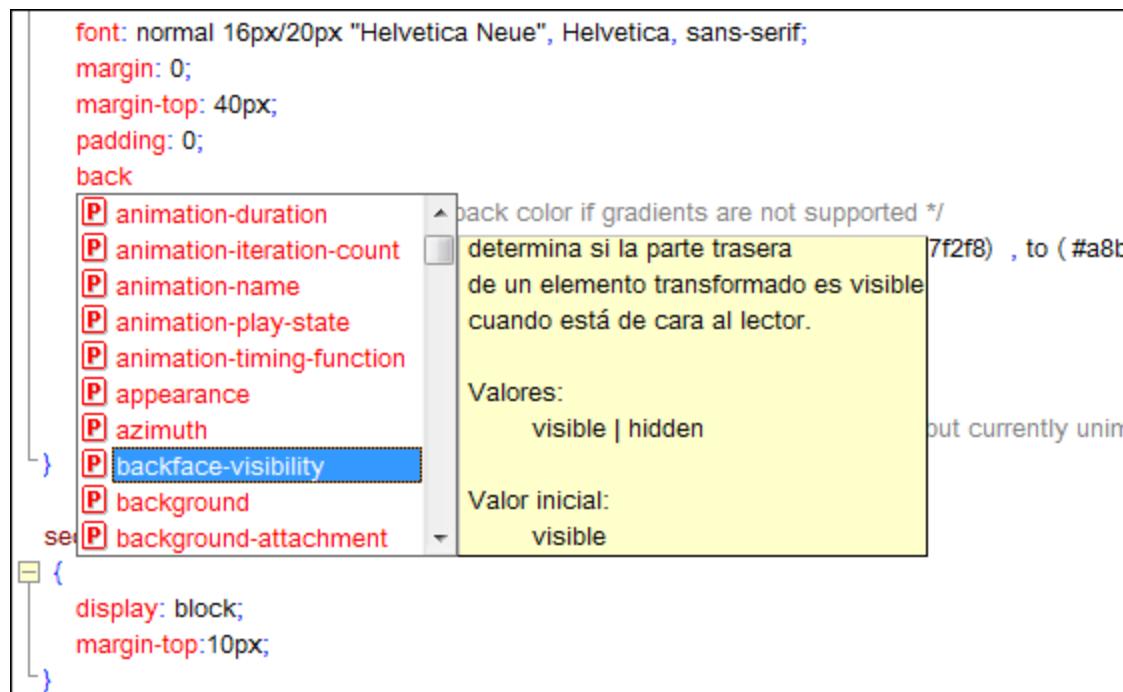 font: normal 16px/20px "Helvetica Neue", Helvetica, sans-serif;
margin: 0;
margin-top: 40px;
padding: 0;
back
back color if gradients are not supported */
7f2f8) , to ( #a8b
but currently unim
animation-duration
animation-iteration-count
animation-name
animation-play-state
animation-timing-function
appearance
azimuth
backface-visibility
background
background-attachment
determina si la parte trasera
de un elemento transformado es visible
cuando está de cara al lector.
Valores:
visible | hidden
Valor inicial:
visible
}
sec
{
display: block;
margin-top:10px;
}